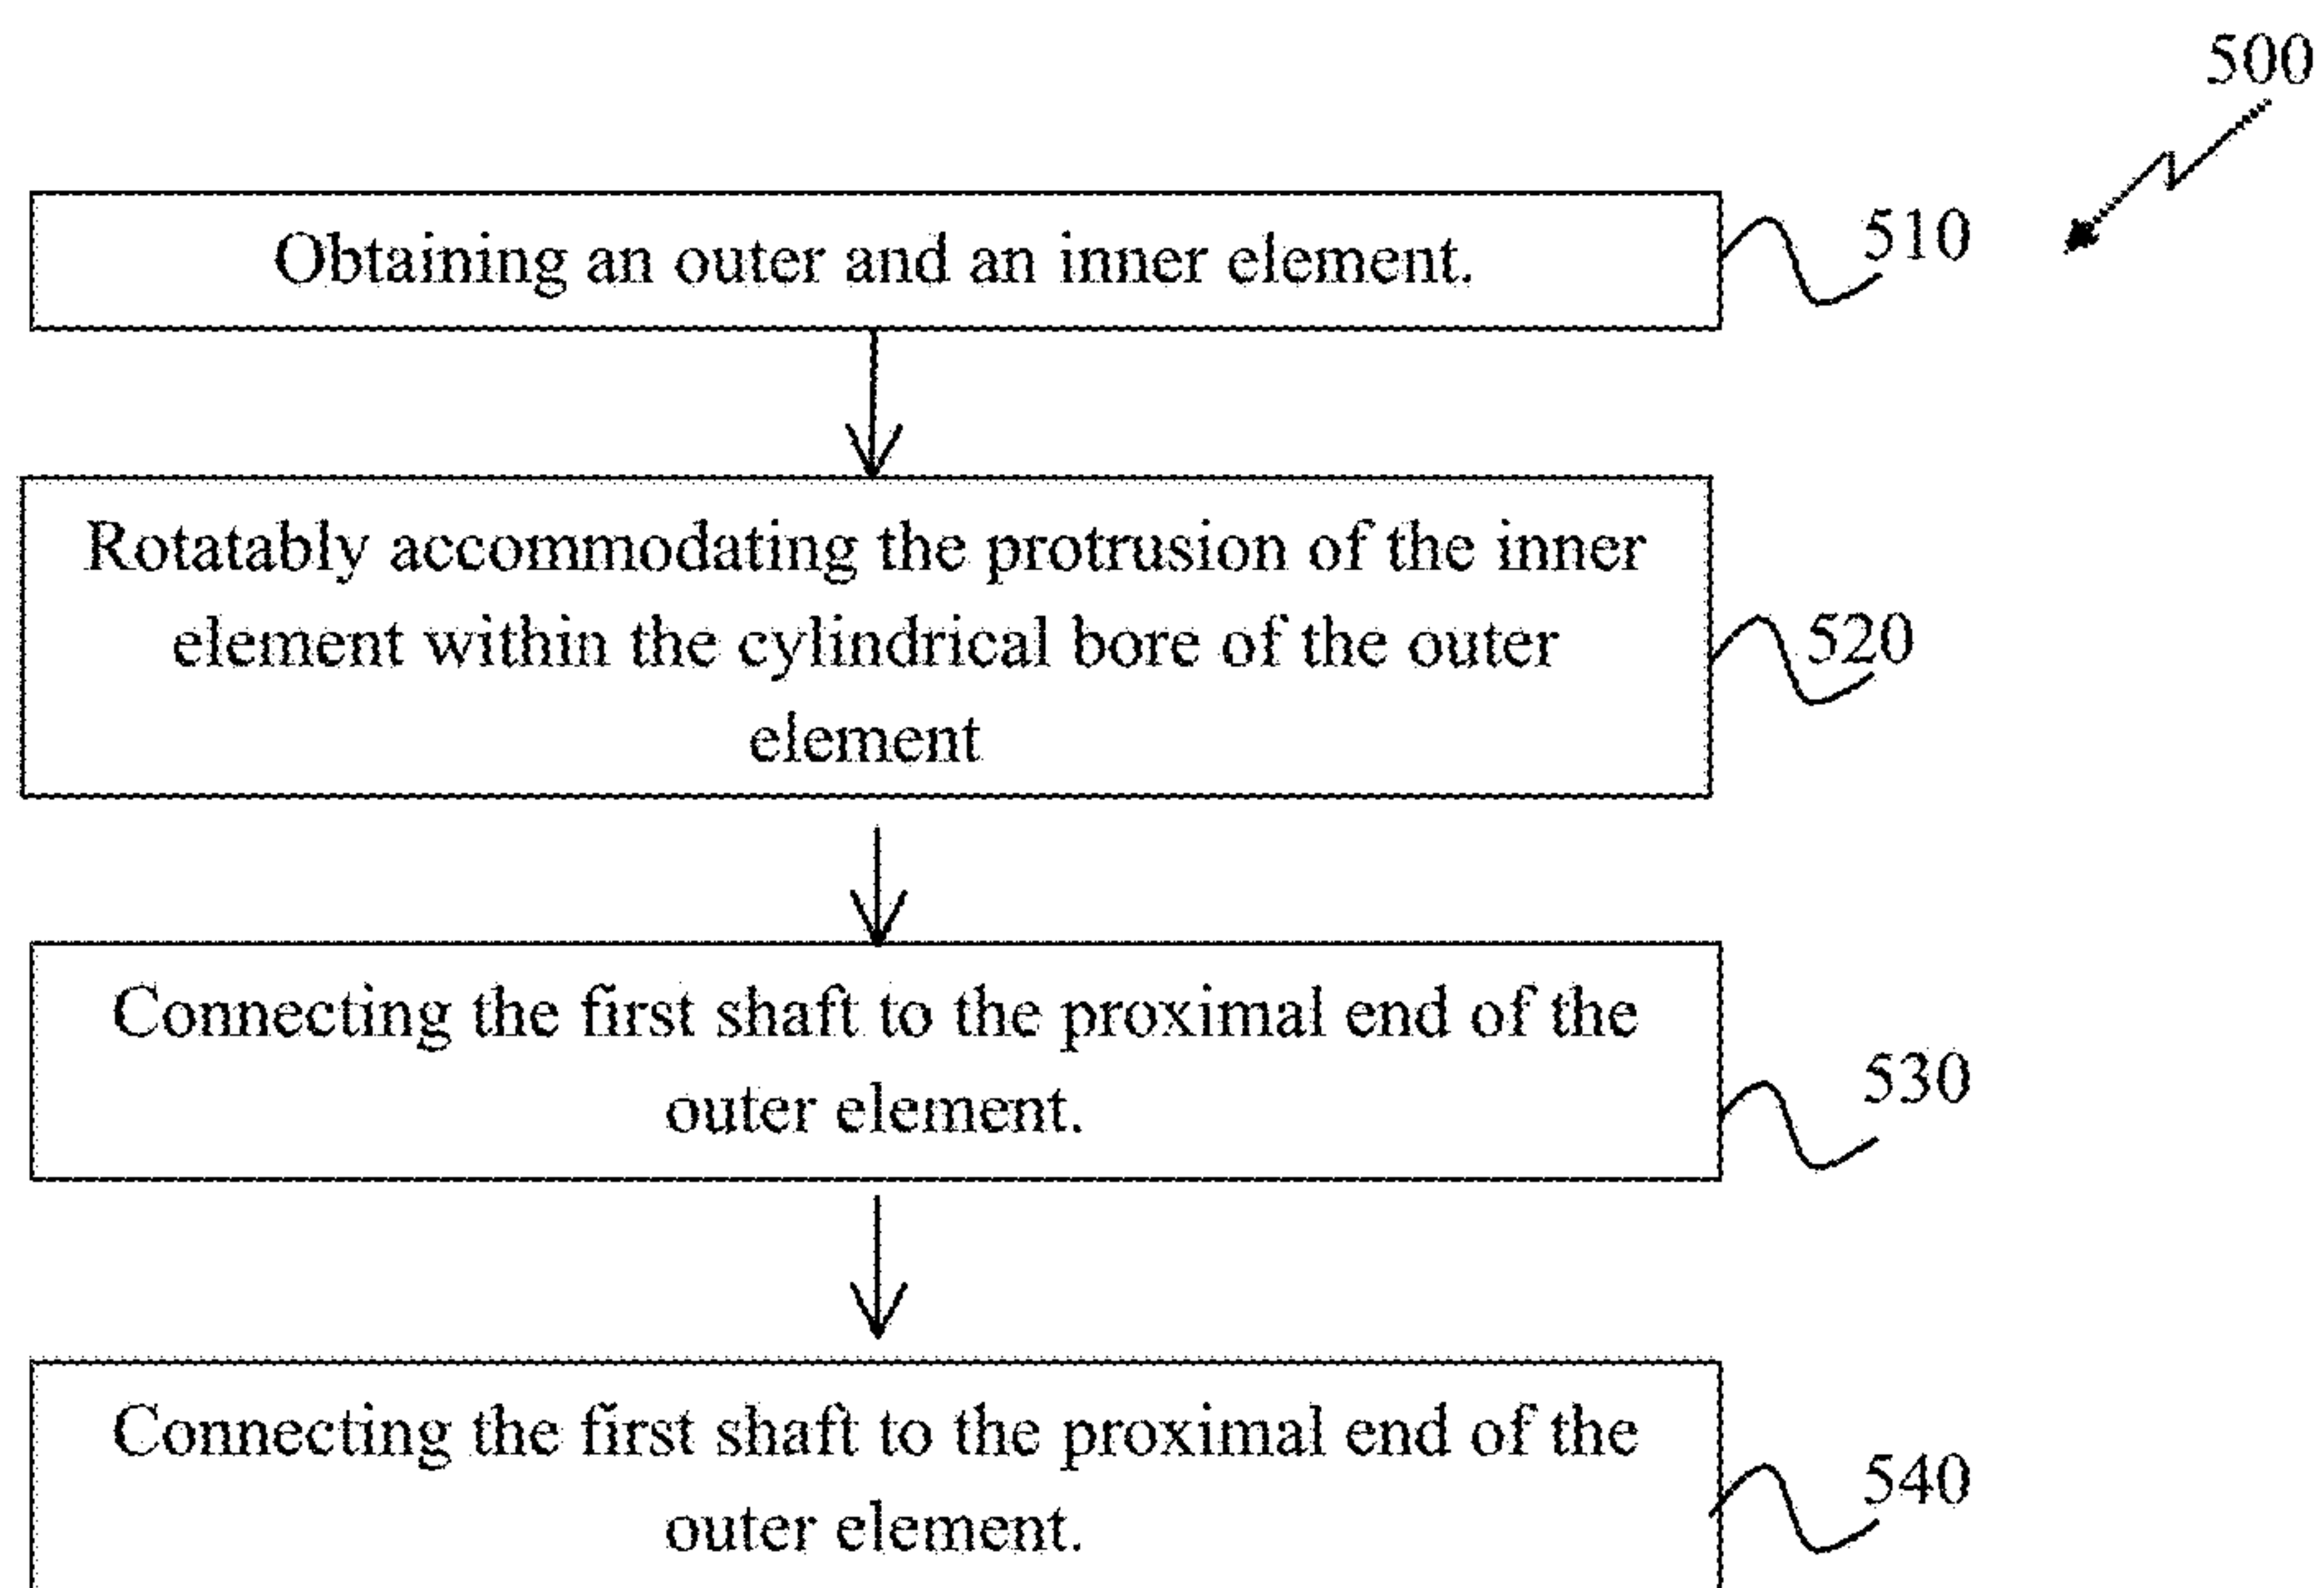 500
Obtaining an outer and an inner element.
510
Rotatably accommodating the protrusion of the inner
element within the cylindrical bore of the outer
element
520
Connecting the first shaft to the proximal end of the
outer element.
530
Connecting the first shaft to the proximal end of the
outer element.
540